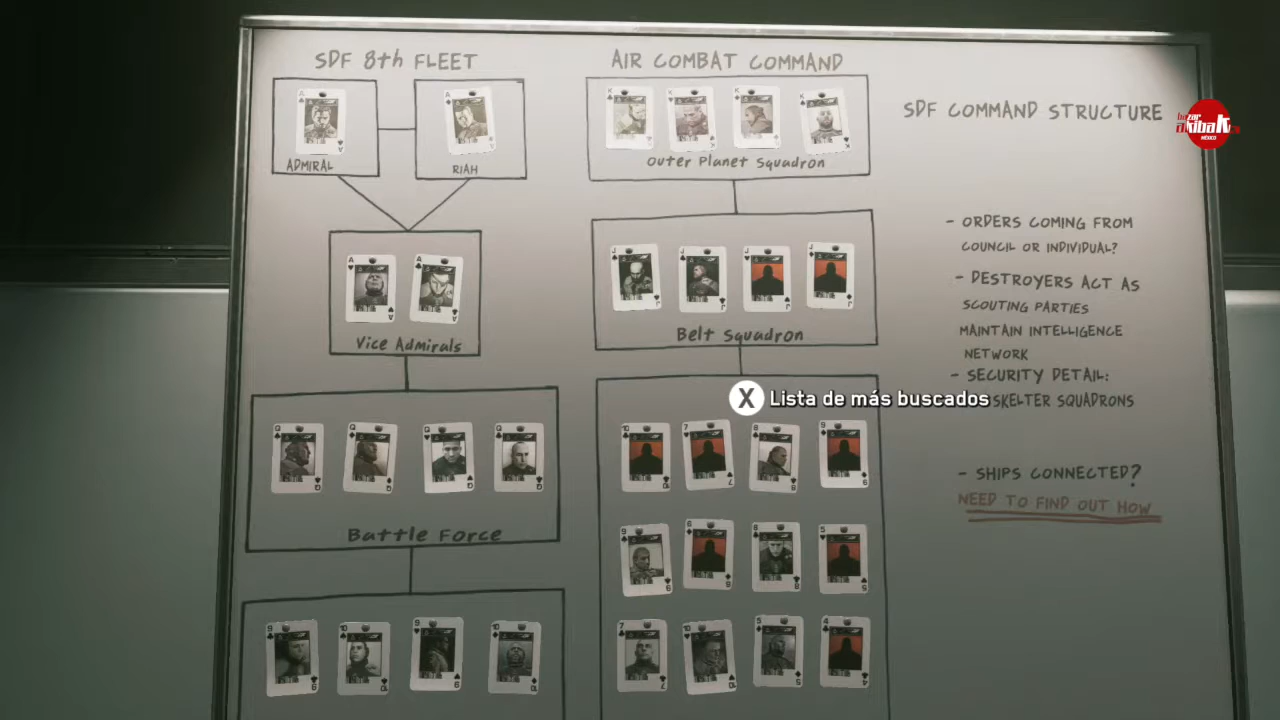 SDF 8th FLEET
ADMIRAL
RIAH
Vice Admirals
Battle Force
AIR COMBAT COMMAND
Outer Planet Squadron
Belt Squadron
X Lista de más buscados
SDF COMMAND STRUCTURE
- ORDERS COMING FROM
COUNCIL OR INDIVIDUAL?
- DESTROYERS ACT AS
SCOUTING PARTIES
MAINTAIN INTELLIGENCE
NETWORK
- SECURITY DETAIL:
SKELTER SQUADRONS
- SHIPS CONNECTED?
NEED TO FIND OUT HOW
MÉXICO